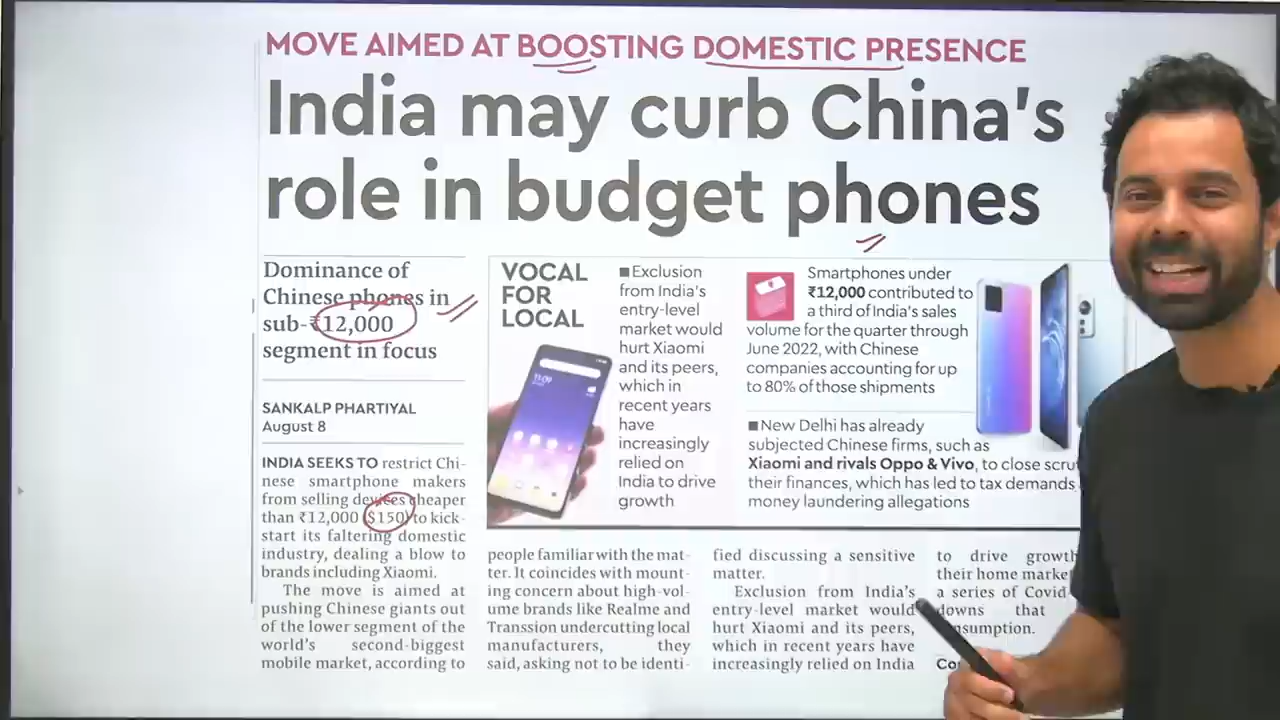 MOVE AIMED AT BOOSTING DOMESTIC PRESENCE
India may curb China's
role in budget phones
Dominance of
Chinese phones in
sub-₹12,000
segment in focus
SANKALP PHARTIYAL
August 8
INDIA SEEKS TO restrict Chi-
nese smartphone makers
from selling devices cheaper
than ₹12,000 ($150) to kick-
start its faltering domestic
industry, dealing a blow to
brands including Xiaomi.
The move is aimed at
pushing Chinese giants out
of the lower segment of the
world's second-biggest
mobile market, according to
VOCAL
FOR
LOCAL
■Exclusion
from India's
entry-level
market would
hurt Xiaomi
and its peers,
which in
recent years
have
increasingly
relied on
India to drive
growth
Smartphones under
₹12,000 contributed to
a third of India's sales
volume for the quarter through
June 2022, with Chinese
companies accounting for up
to 80% of those shipments
■New Delhi has already
subjected Chinese firms, such as
Xiaomi and rivals Oppo & Vivo, to close scru
their finances, which has led to tax demands
money laundering allegations
people familiar with the mat-
ter. It coincides with mount-
ing concern about high-vol-
ume brands like Realme and
Transsion undercutting local
manufacturers, they
said, asking not to be identi-
fied discussing a sensitive
matter.
Exclusion from India's
entry-level market would
hurt Xiaomi and its peers,
which in recent years have
increasingly relied on India
to drive growth
their home market
a series of Covid-
downs that
nsumption.